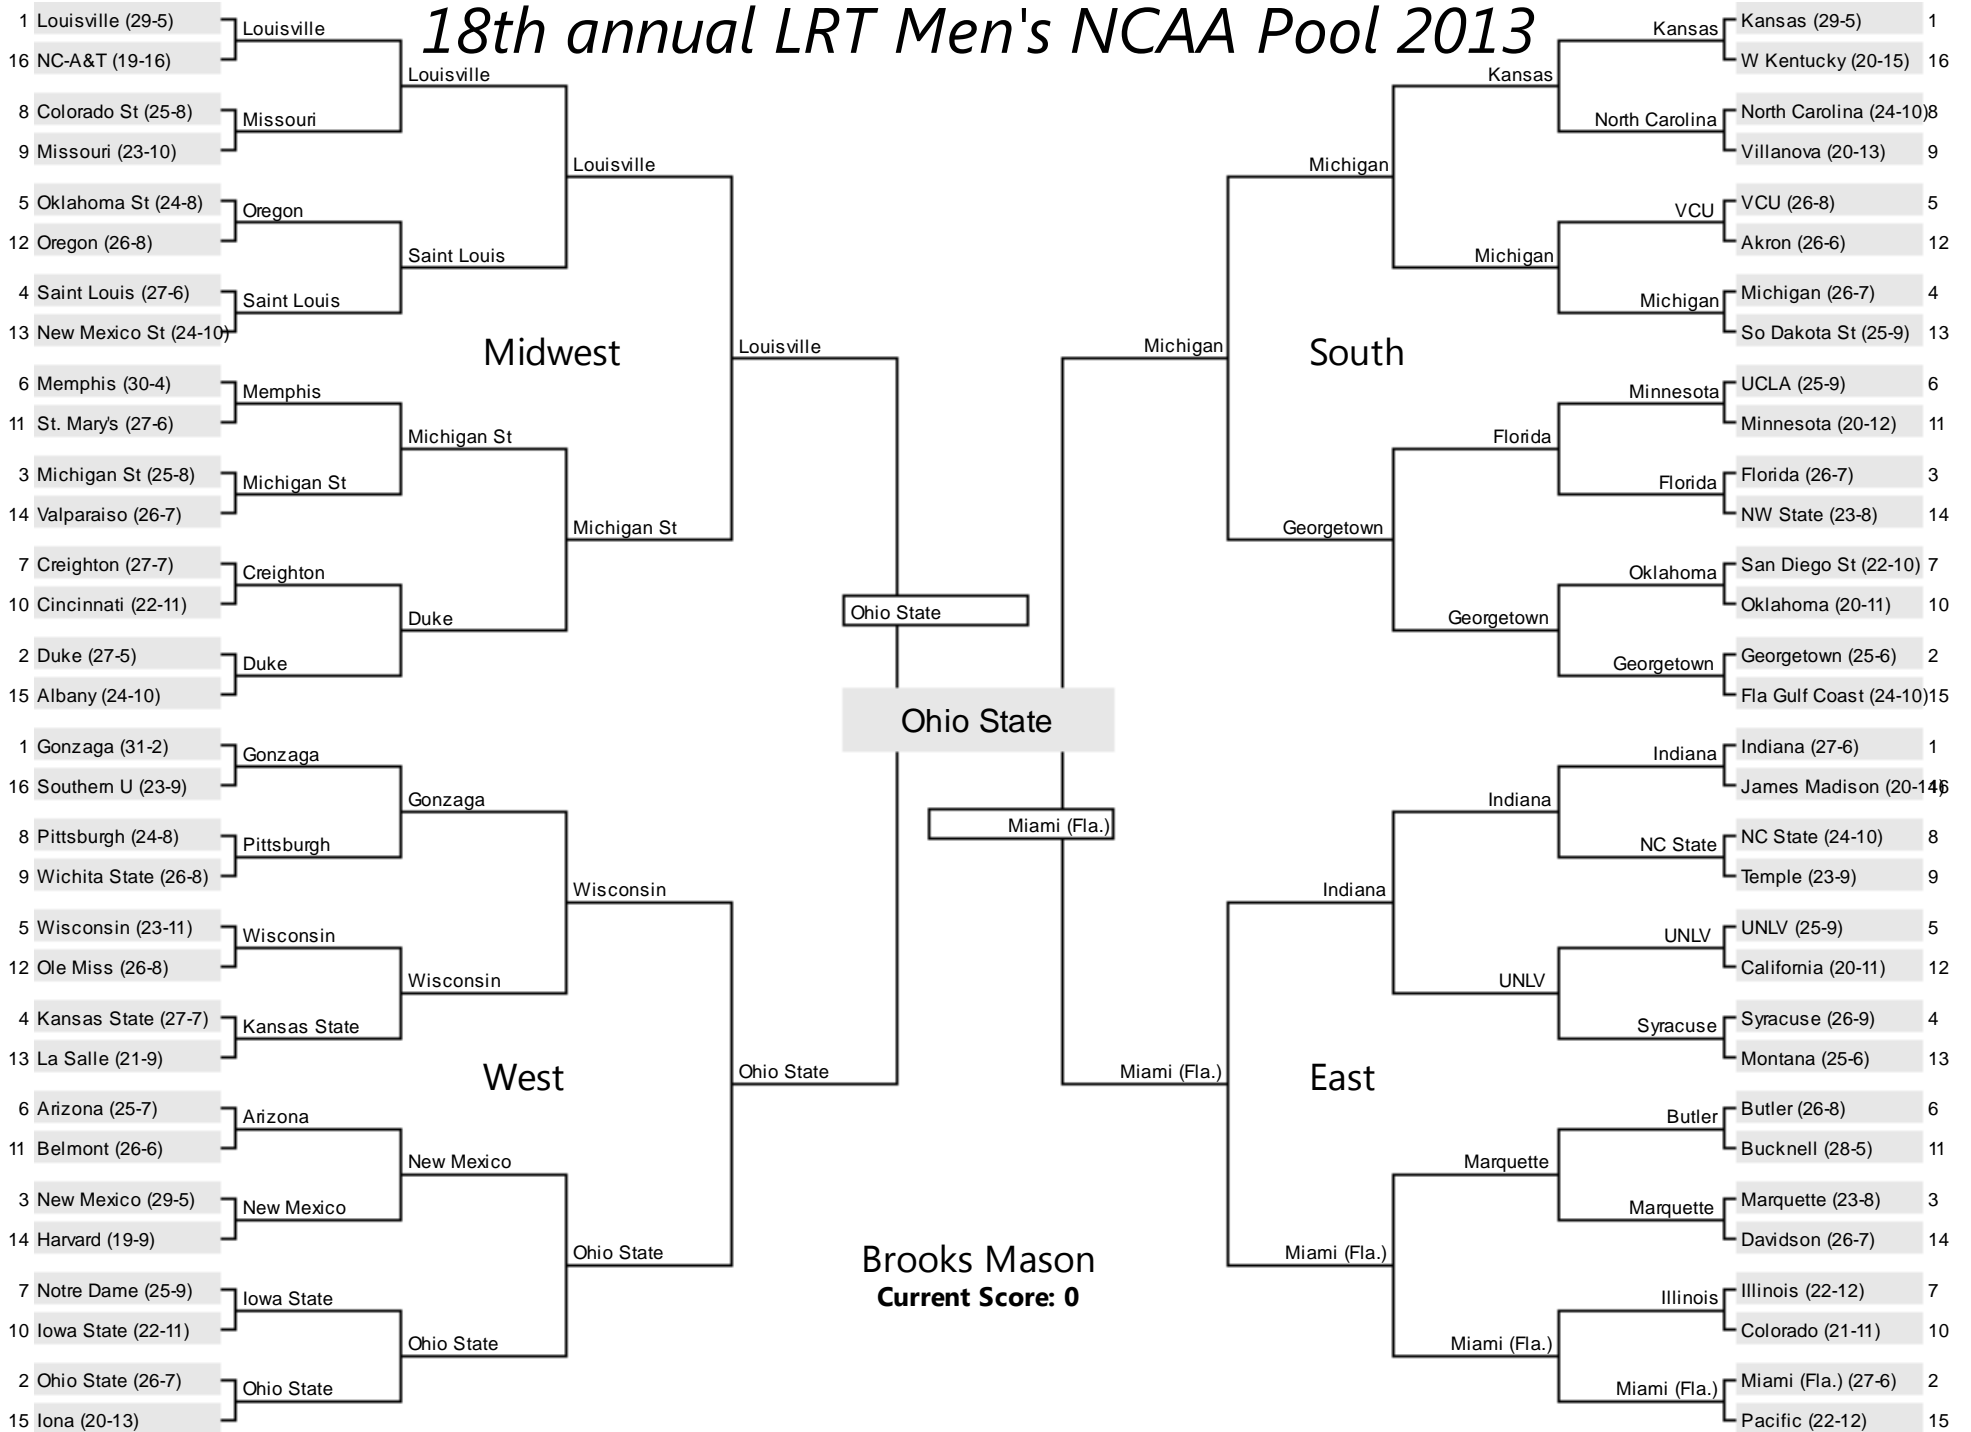 18th annual LRT Men's NCAA Pool 2013
1 Louisville (29-5)
16 NC-A&T (19-16)
8 Colorado St (25-8)
9 Missouri (23-10)
5 Oklahoma St (24-8)
12 Oregon (26-8)
4 Saint Louis (27-6)
13 New Mexico St (24-10)
6 Memphis (30-4)
11 St. Mary's (27-6)
3 Michigan St (25-8)
14 Valparaiso (26-7)
7 Creighton (27-7)
10 Cincinnati (22-11)
2 Duke (27-5)
15 Albany (24-10)
1 Gonzaga (31-2)
16 Southern U (23-9)
8 Pittsburgh (24-8)
9 Wichita State (26-8)
5 Wisconsin (23-11)
12 Ole Miss (26-8)
4 Kansas State (27-7)
13 La Salle (21-9)
6 Arizona (25-7)
11 Belmont (26-6)
3 New Mexico (29-5)
14 Harvard (19-9)
7 Notre Dame (25-9)
10 Iowa State (22-11)
2 Ohio State (26-7)
15 Iona (20-13)
Louisville
Missouri
Oregon
Saint Louis
Memphis
Michigan St
Creighton
Duke
Gonzaga
Pittsburgh
Wisconsin
Kansas State
Arizona
New Mexico
Iowa State
Ohio State
Louisville
Saint Louis
Michigan St
Duke
Gonzaga
Wisconsin
New Mexico
Ohio State
Louisville
Michigan St
Wisconsin
Ohio State
Midwest
West
Louisville
Ohio State
Ohio State
Ohio State
Miami (Fla.)
Brooks Mason
Current Score: 0
Michigan
Miami (Fla.)
South
East
Michigan
Georgetown
Indiana
Miami (Fla.)
Kansas
Michigan
Florida
Georgetown
Indiana
UNLV
Marquette
Miami (Fla.)
Kansas
North Carolina
VCU
Michigan
Minnesota
Florida
Oklahoma
Georgetown
Indiana
NC State
UNLV
Syracuse
Butler
Marquette
Illinois
Miami (Fla.)
Kansas (29-5) 1
W Kentucky (20-15) 16
North Carolina (24-10) 8
Villanova (20-13) 9
VCU (26-8) 5
Akron (26-6) 12
Michigan (26-7) 4
So Dakota St (25-9) 13
UCLA (25-9) 6
Minnesota (20-12) 11
Florida (26-7) 3
NW State (23-8) 14
San Diego St (22-10) 7
Oklahoma (20-11) 10
Georgetown (25-6) 2
Fla Gulf Coast (24-10) 15
Indiana (27-6) 1
James Madison (20-14) 16
NC State (24-10) 8
Temple (23-9) 9
UNLV (25-9) 5
California (20-11) 12
Syracuse (26-9) 4
Montana (25-6) 13
Butler (26-8) 6
Bucknell (28-5) 11
Marquette (23-8) 3
Davidson (26-7) 14
Illinois (22-12) 7
Colorado (21-11) 10
Miami (Fla.) (27-6) 2
Pacific (22-12) 15